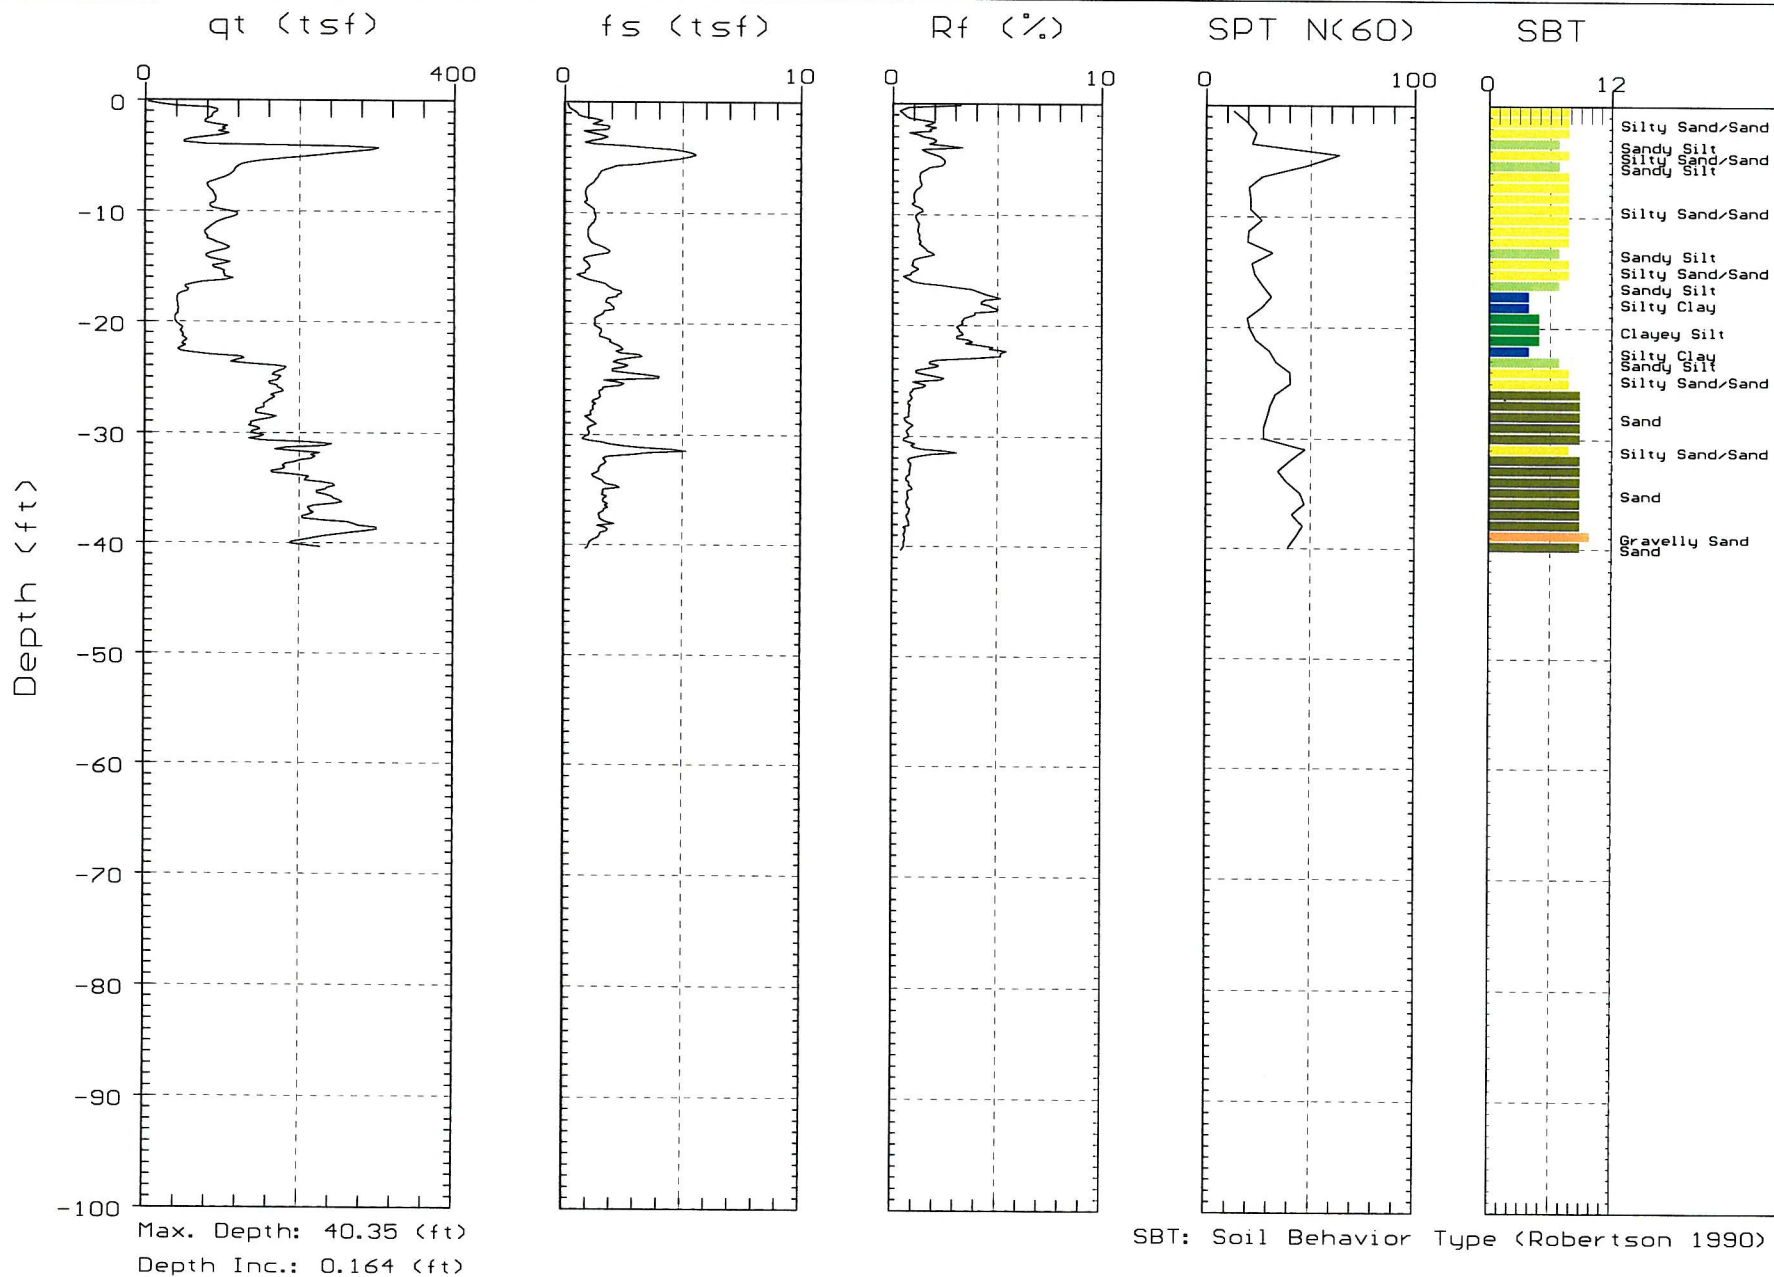 qt (tsf)
fs (tsf)
Rf (%)
SPT N(60)
SBT
0 400
0 10
0 10
0 100
0 12
Depth (ft)
0
-10
-20
-30
-40
-50
-60
-70
-80
-90
-100
Silty Sand/Sand
Sandy Silt
Silty Sand/Sand
Sandy Silt
Silty Sand/Sand
Sandy Silt
Silty Sand/Sand
Sandy Silt
Silty Clay
Clayey Silt
Silty Clay
Sandy Silt
Silty Sand/Sand
Sand
Silty Sand/Sand
Sand
Gravelly Sand
Sand
Max. Depth: 40.35 (ft)
Depth Inc.: 0.164 (ft)
SBT: Soil Behavior Type (Robertson 1990)